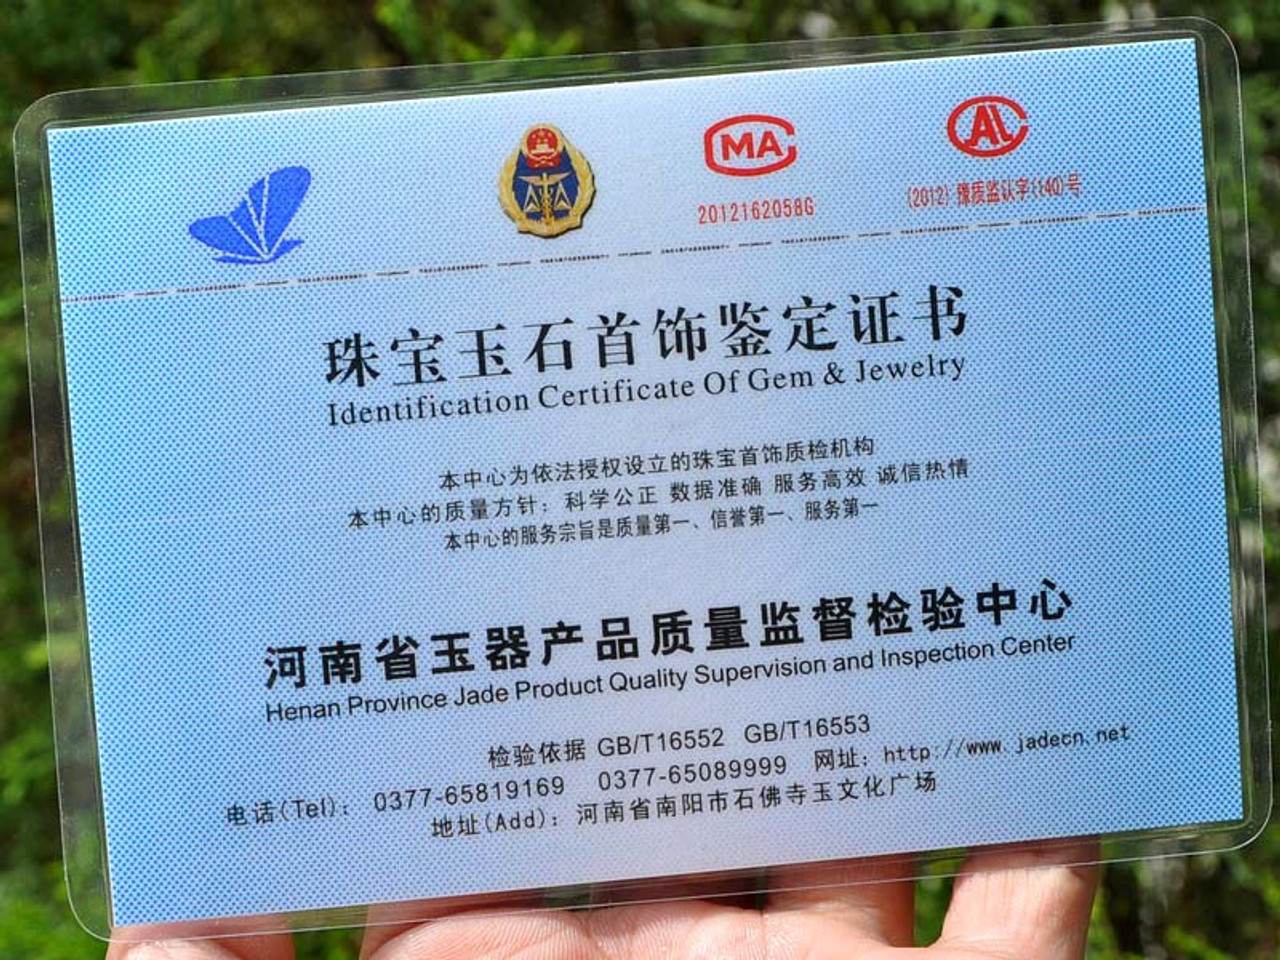 CMA
CAL
2012162058G
(2012) 豫质监认字(140)号
珠宝玉石首饰鉴定证书
Identification Certificate Of Gem & Jewelry
本中心为依法授权设立的珠宝首饰质检机构
本中心的质量方针：科学公正 数据准确 服务高效 诚信热情
本中心的服务宗旨是质量第一、信誉第一、服务第一
河南省玉器产品质量监督检验中心
Henan Province Jade Product Quality Supervision and Inspection Center
检验依据 GB/T16552 GB/T16553
电话(Tel)： 0377-65819169 0377-65089999 网址：http://www.jadecn.net
地址(Add)：河南省南阳市石佛寺玉文化广场